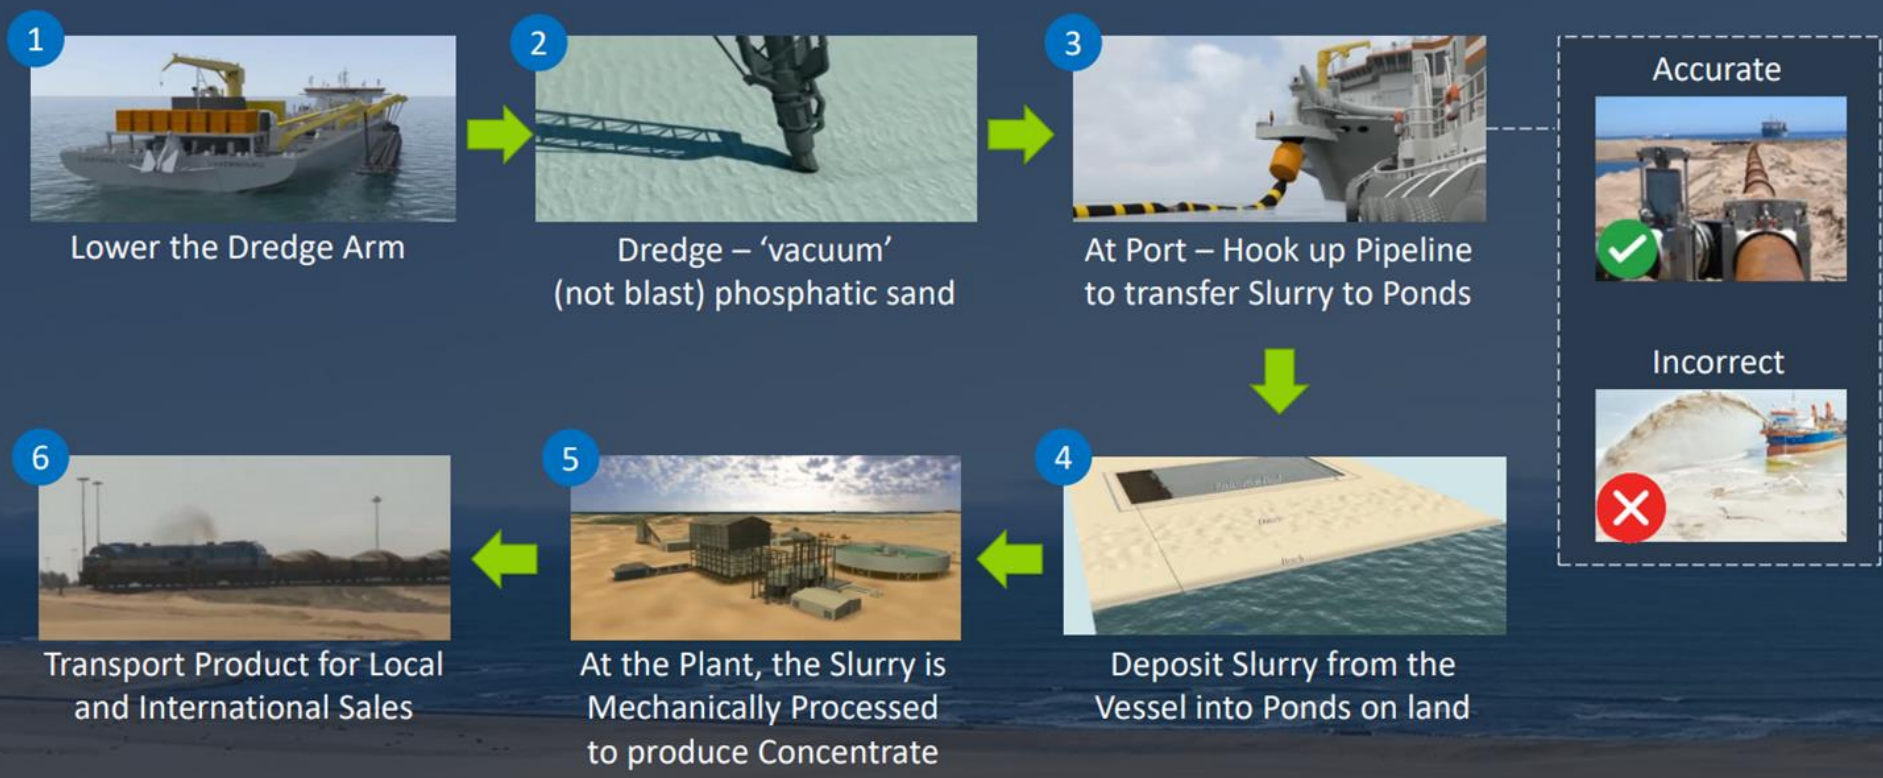 1
Lower the Dredge Arm
2
Dredge – ‘vacuum’
(not blast) phosphatic sand
3
At Port – Hook up Pipeline
to transfer Slurry to Ponds
Accurate
Incorrect
4
Dunes
Beach
Deposit Slurry from the
Vessel into Ponds on land
5
At the Plant, the Slurry is
Mechanically Processed
to produce Concentrate
6
Transport Product for Local
and International Sales